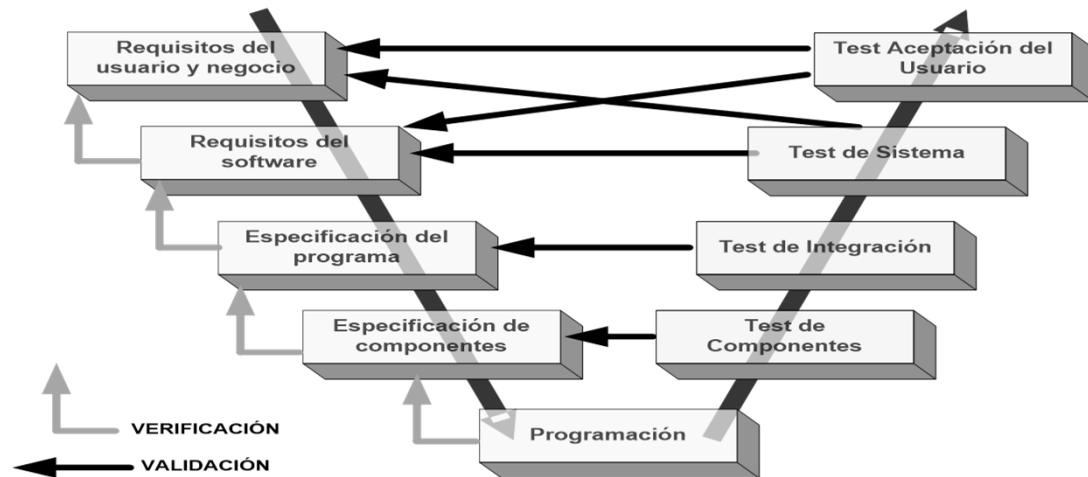 Requisitos del
usuario y negocio
Test Aceptación del
Usuario
Requisitos del
software
Test de Sistema
Especificación del
programa
Test de Integración
Especificación de
componentes
Test de
Componentes
Programación
VERIFICACIÓN
VALIDACIÓN